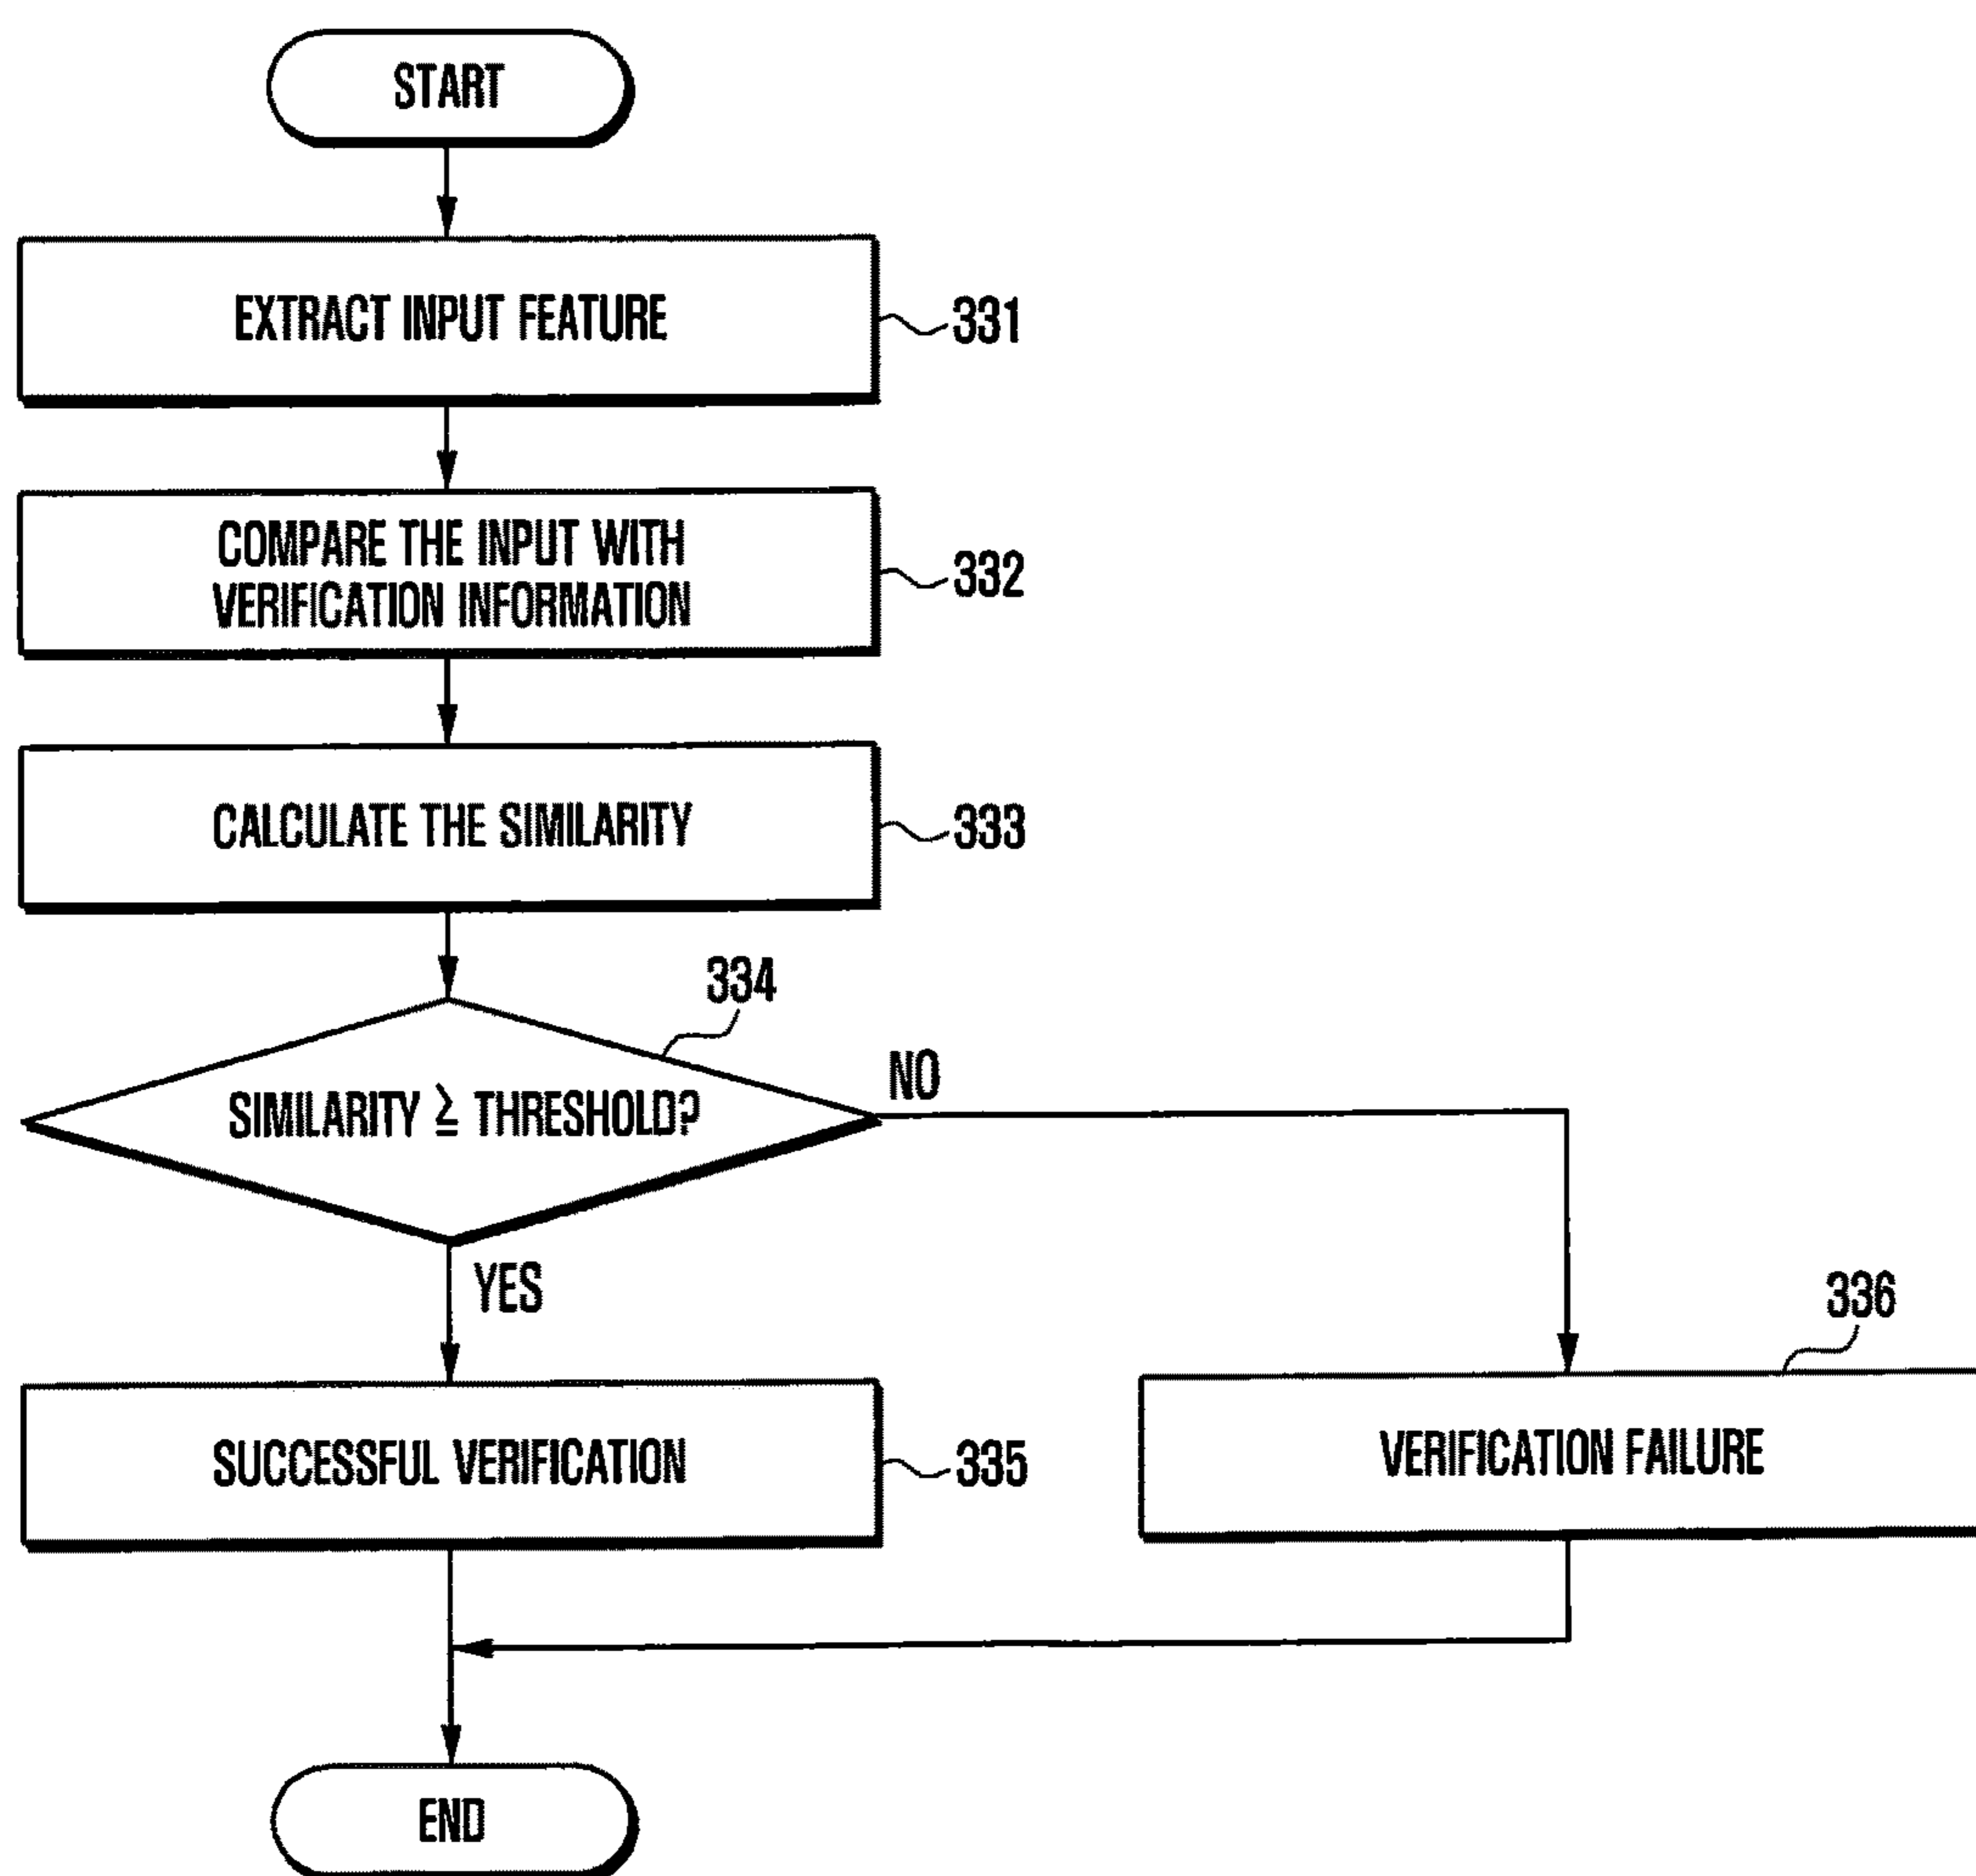 START
EXTRACT INPUT FEATURE
331
COMPARE THE INPUT WITH
VERIFICATION INFORMATION
332
CALCULATE THE SIMILARITY
333
334
SIMILARITY ≧ THRESHOLD?
NO
YES
336
SUCCESSFUL VERIFICATION
335
VERIFICATION FAILURE
END